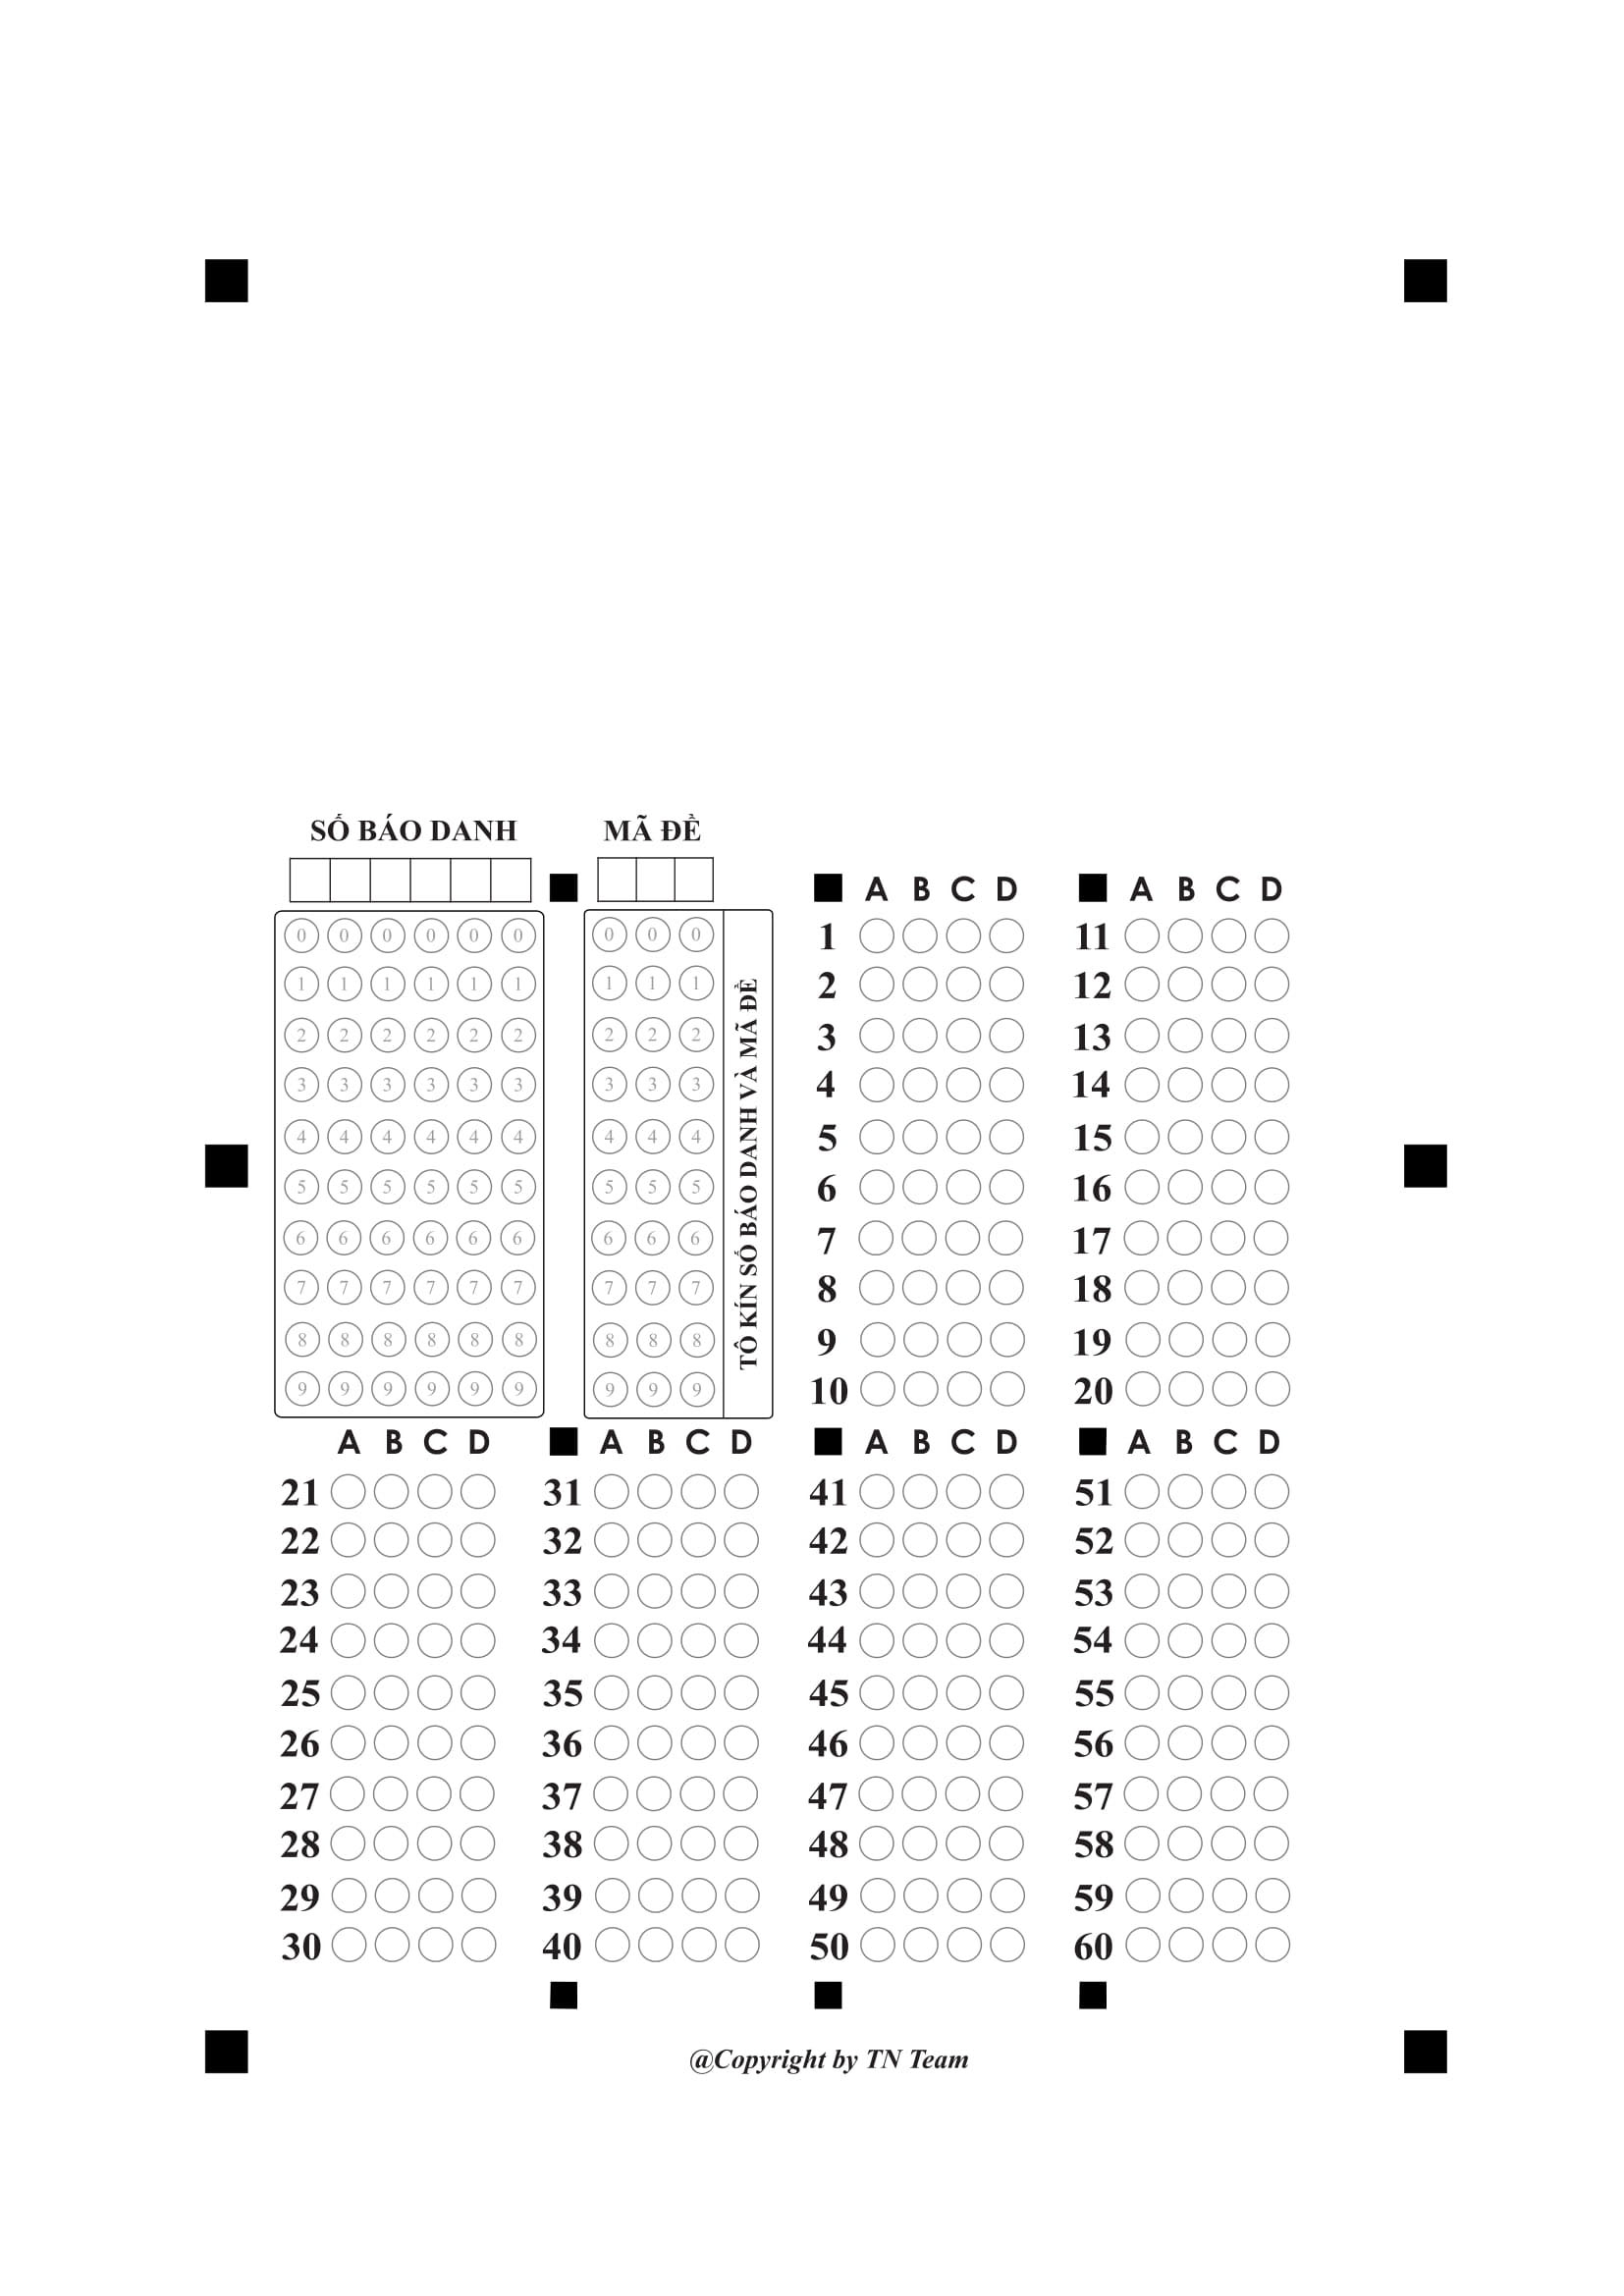 SỐ BÁO DANH
MÃ ĐỀ
A B C D
A B C D
0 0 0 0 0 0
0 0 0
1
11
1 1 1 1 1 1
1 1 1
2
12
2 2 2 2 2 2
2 2 2
3
13
3 3 3 3 3 3
3 3 3
4
14
4 4 4 4 4 4
4 4 4
5
15
5 5 5 5 5 5
5 5 5
6
16
6 6 6 6 6 6
6 6 6
7
17
7 7 7 7 7 7
7 7 7
8
18
8 8 8 8 8 8
8 8 8
9
19
9 9 9 9 9 9
9 9 9
10
20
TÔ KÍN SỐ BÁO DANH VÀ MÃ ĐỀ
A B C D
A B C D
A B C D
A B C D
21
31
41
51
22
32
42
52
23
33
43
53
24
34
44
54
25
35
45
55
26
36
46
56
27
37
47
57
28
38
48
58
29
39
49
59
30
40
50
60
@Copyright by TN Team